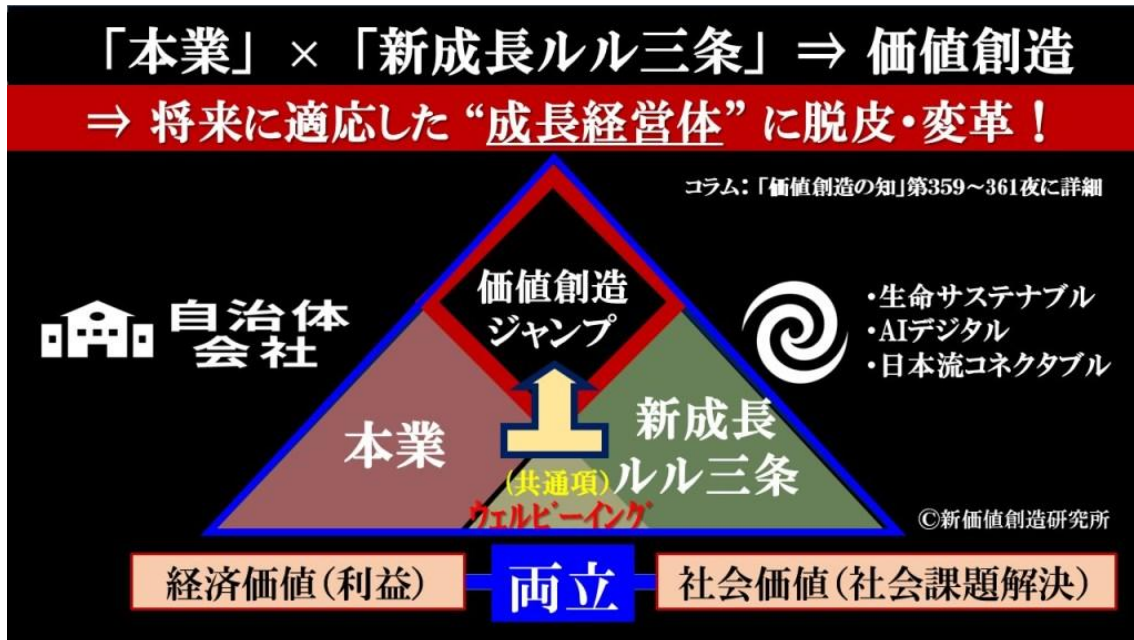 「本業」×「新成長ルル三条」⇒ 価値創造
⇒ 将来に適応した “成長経営体” に脱皮・変革！
コラム：「価値創造の知」第359～361夜に詳細
価値創造
ジャンプ
自治体
会社
・生命サステナブル
・AIデジタル
・日本流コネクタブル
本業
新成長
ルル三条
(共通項)
ウェルビーイング
©新価値創造研究所
経済価値(利益)
両立
社会価値(社会課題解決)